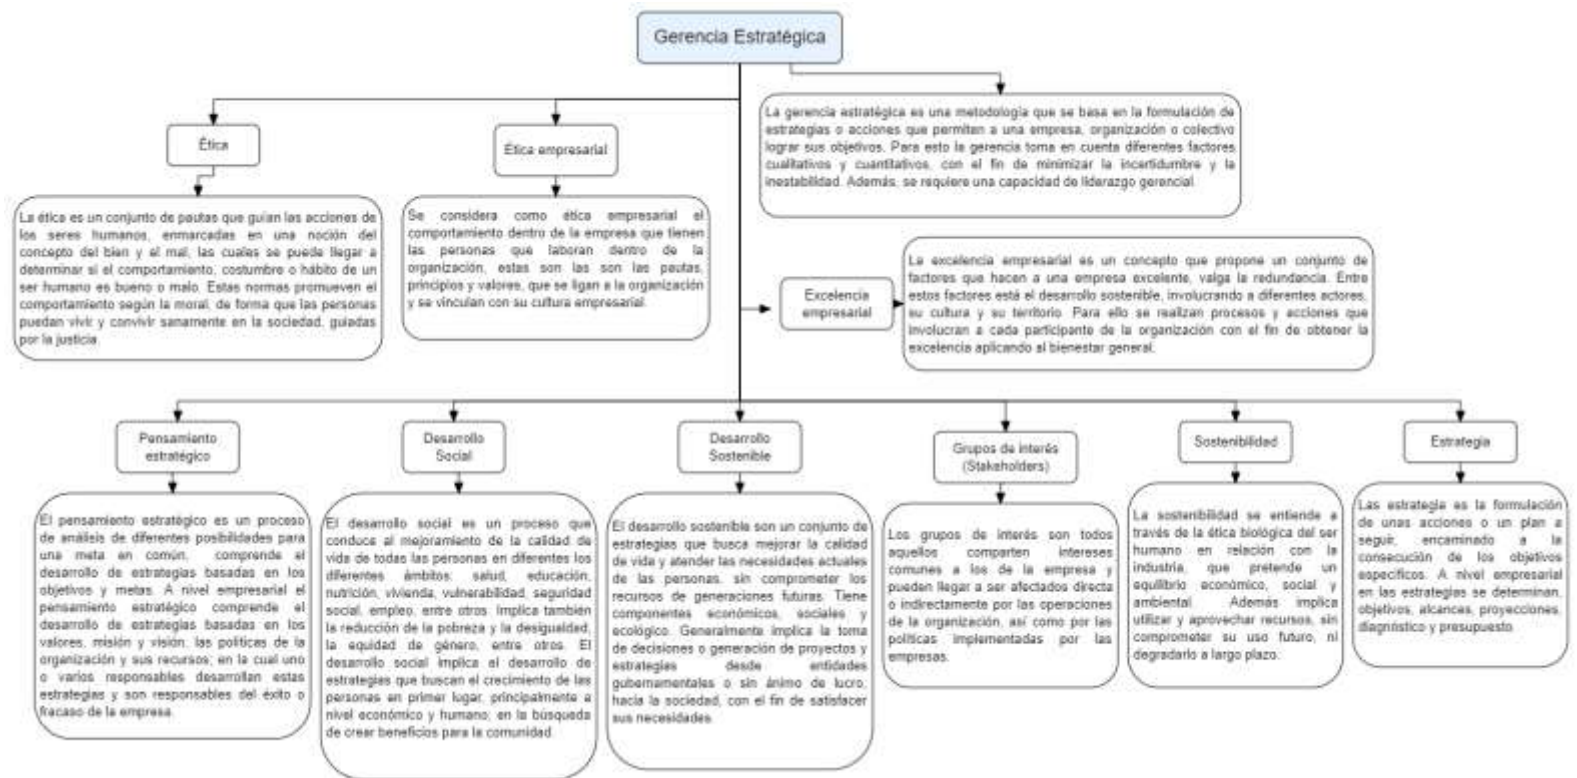 Gerencia Estratégica
La gerencia estratégica es una metodología que se basa en la formulación de
estrategias o acciones que permiten a una empresa, organización o colectivo
lograr sus objetivos. Para esto la gerencia toma en cuenta diferentes factores
cualitativos y cuantitativos, con el fin de minimizar la incertidumbre y la
inestabilidad. Además, se requiere una capacidad de liderazgo gerencial.
Ética
Ética empresarial
La ética es un conjunto de pautas que guían las acciones de
los seres humanos, enmarcadas en una noción del
concepto del bien y el mal, las cuales se puede llegar a
determinar si el comportamiento, costumbre o hábito de un
ser humano es bueno o malo. Estas normas promueven el
comportamiento según la moral, de forma que las personas
puedan vivir y convivir sanamente en la sociedad, guiadas
por la justicia.
Se considera como ética empresarial el
comportamiento dentro de la empresa que tienen
las personas que laboran dentro de la
organización, estas son las son las pautas,
principios y valores, que se ligan a la organización
y se vinculan con su cultura empresarial.
Excelencia
empresarial
La excelencia empresarial es un concepto que propone un conjunto de
factores que hacen a una empresa excelente, valga la redundancia. Entre
estos factores está el desarrollo sostenible, involucrando a diferentes actores,
su cultura y su territorio. Para ello se realizan procesos y acciones que
involucran a cada participante de la organización con el fin de obtener la
excelencia aplicando al bienestar general.
Pensamiento
estratégico
El pensamiento estratégico es un proceso
de análisis de diferentes posibilidades para
una meta en común, comprende el
desarrollo de estrategias basadas en los
objetivos y metas. A nivel empresarial el
pensamiento estratégico comprende el
desarrollo de estrategias basadas en los
valores, misión y visión; las políticas de la
organización y sus recursos; en la cual uno
o varios responsables desarrollan estas
estrategias y son responsables del éxito o
fracaso de la empresa.
Desarrollo
Social
El desarrollo social es un proceso que
conduce al mejoramiento de la calidad de
vida de todas las personas en diferentes los
diferentes ámbitos: salud, educación,
nutrición, vivienda, vulnerabilidad, seguridad
social, empleo, entre otros. Implica también
la reducción de la pobreza y la desigualdad,
la equidad de género, entre otros. El
desarrollo social implica el desarrollo de
estrategias que buscan el crecimiento de las
personas en primer lugar, principalmente a
nivel económico y humano; en la búsqueda
de crear beneficios para la comunidad.
Desarrollo
Sostenible
El desarrollo sostenible son un conjunto de
estrategias que busca mejorar la calidad
de vida y atender las necesidades actuales
de las personas, sin comprometer los
recursos de generaciones futuras. Tiene
componentes económicos, sociales y
ecológico. Generalmente implica la toma
de decisiones o generación de proyectos y
estrategias desde entidades
gubernamentales o sin ánimo de lucro,
hacia la sociedad, con el fin de satisfacer
sus necesidades.
Grupos de interés
(Stakeholders)
Los grupos de interés son todos
aquellos comparten intereses
comunes a los de la empresa y
pueden llegar a ser afectados directa
o indirectamente por las operaciones
de la organización, así como por las
políticas implementadas por las
empresas.
Sostenibilidad
La sostenibilidad se entiende a
través de la ética biológica del ser
humano en relación con la
industria, que pretende un
equilibrio económico, social y
ambiental. Además implica
utilizar y aprovechar recursos, sin
comprometer su uso futuro, ni
degradarlo a largo plazo.
Estrategia
Las estrategia es la formulación
de unas acciones o un plan a
seguir, encaminado a la
consecución de los objetivos
específicos. A nivel empresarial
en las estrategias se determinan,
objetivos, alcances, proyecciones,
diagnóstico y presupuesto.